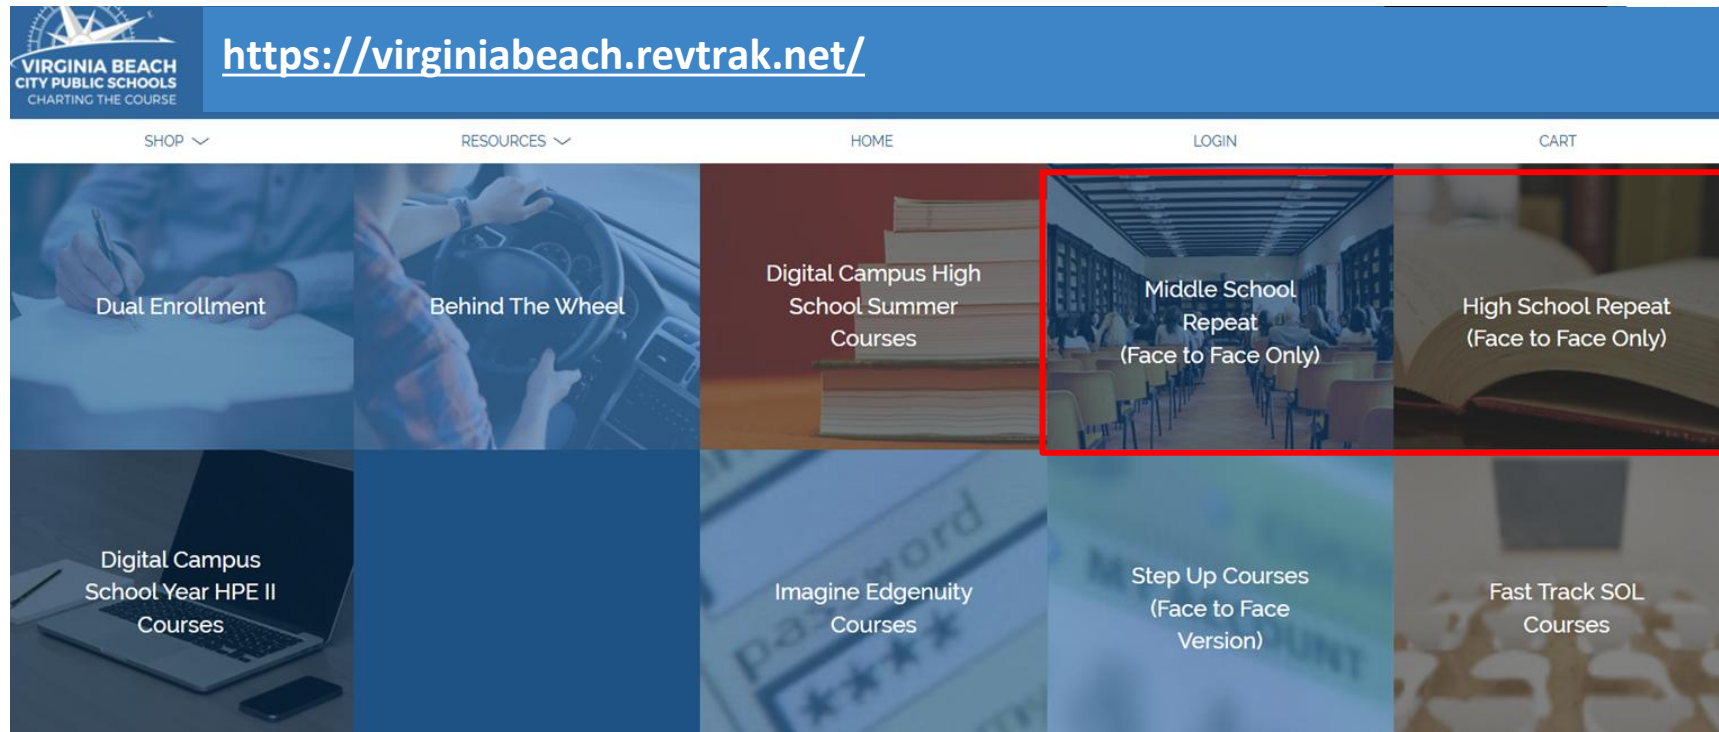 VIRGINIA BEACH
CITY PUBLIC SCHOOLS
CHARTING THE COURSE
https://virginiabeach.revtrak.net/
SHOP
RESOURCES
HOME
LOGIN
CART
Dual Enrollment
Behind The Wheel
Digital Campus High
School Summer
Courses
Middle School
Repeat
(Face to Face Only)
High School Repeat
(Face to Face Only)
Digital Campus
School Year HPE II
Courses
password
****
Imagine Edgenuity
Courses
Step Up Courses
(Face to Face
Version)
Fast Track SOL
Courses